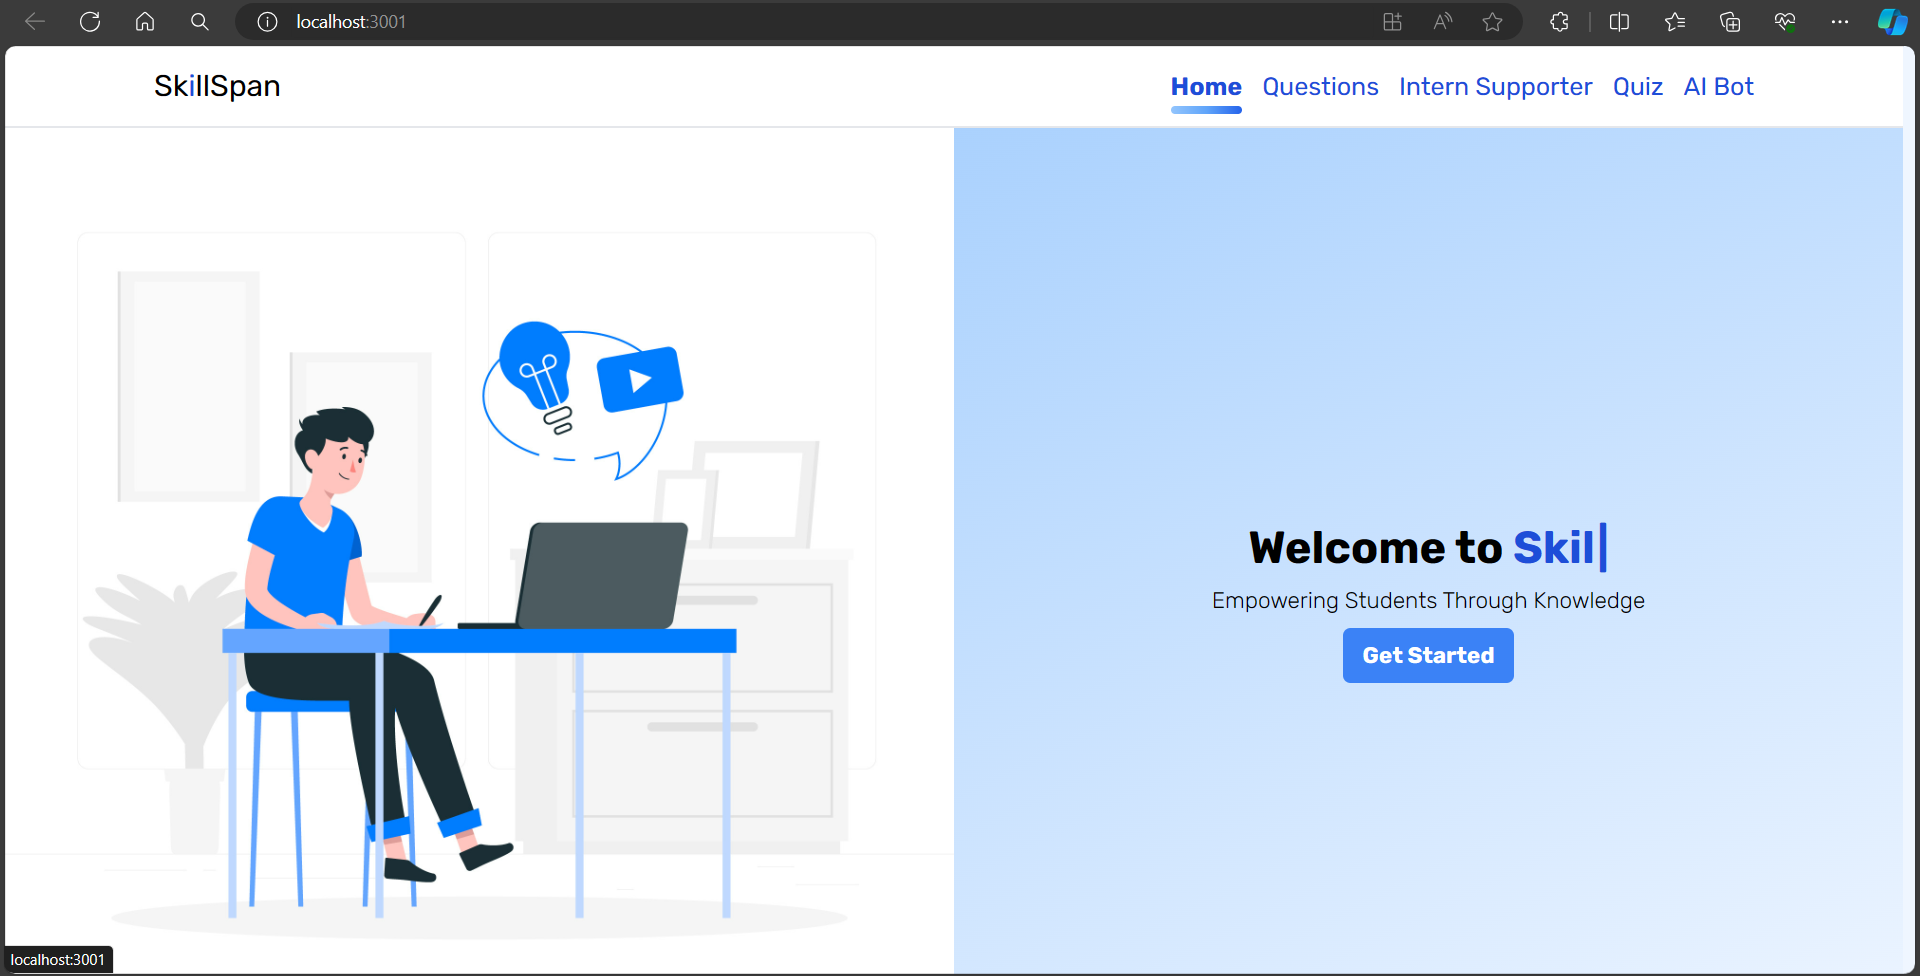 localhost:3001
SkillSpan
Home Questions Intern Supporter Quiz AI Bot
Welcome to Skil|
Empowering Students Through Knowledge
Get Started
localhost:3001